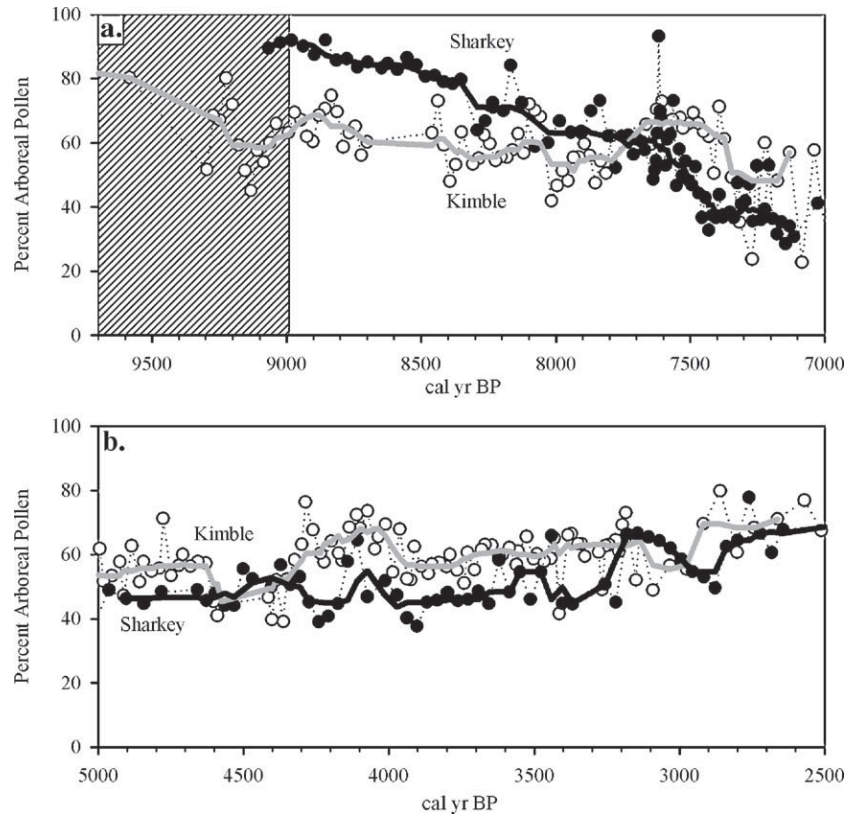 a.
Sharkey
Kimble
Percent Arboreal Pollen
100
80
60
40
20
0
9500 9000 8500 8000 7500 7000
cal yr BP
b.
Kimble
Sharkey
Percent Arboreal Pollen
100
80
60
40
20
0
5000 4500 4000 3500 3000 2500
cal yr BP